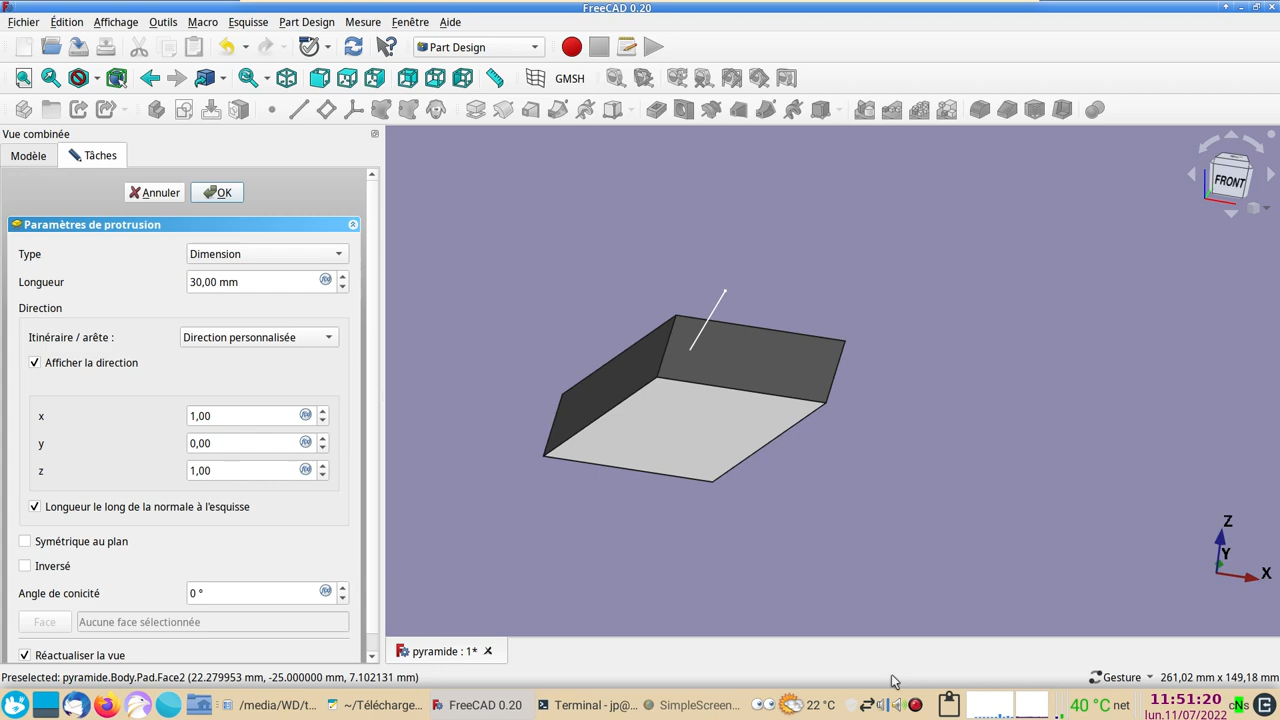 FreeCAD 0.20
Fichier Édition Affichage Outils Macro Esquisse Part Design Mesure Fenêtre Aide
Part Design
GMSH
Vue combinée
Modèle Tâches
Annuler OK
Paramètres de protrusion
Type Dimension
Longueur 30,00 mm
Direction
Itinéraire / arête : Direction personnalisée
Afficher la direction
x 1,00
y 0,00
z 1,00
Longueur le long de la normale à l'esquisse
Symétrique au plan
Inversé
Angle de conicité 0 °
Face Aucune face sélectionnée
Réactualiser la vue
FRONT
Z
Y
X
pyramide : 1*
Preselected: pyramide.Body.Pad.Face2 (22.279953 mm, -25.000000 mm, 7.102131 mm) Gesture 261,02 mm x 149,18 mm
/media/WD/t... ~/Télécharge... FreeCAD 0.20 Terminal - jp@... SimpleScreen... 22 °C 40 °C net 11:51:20
lun.11/07/2022
cNs